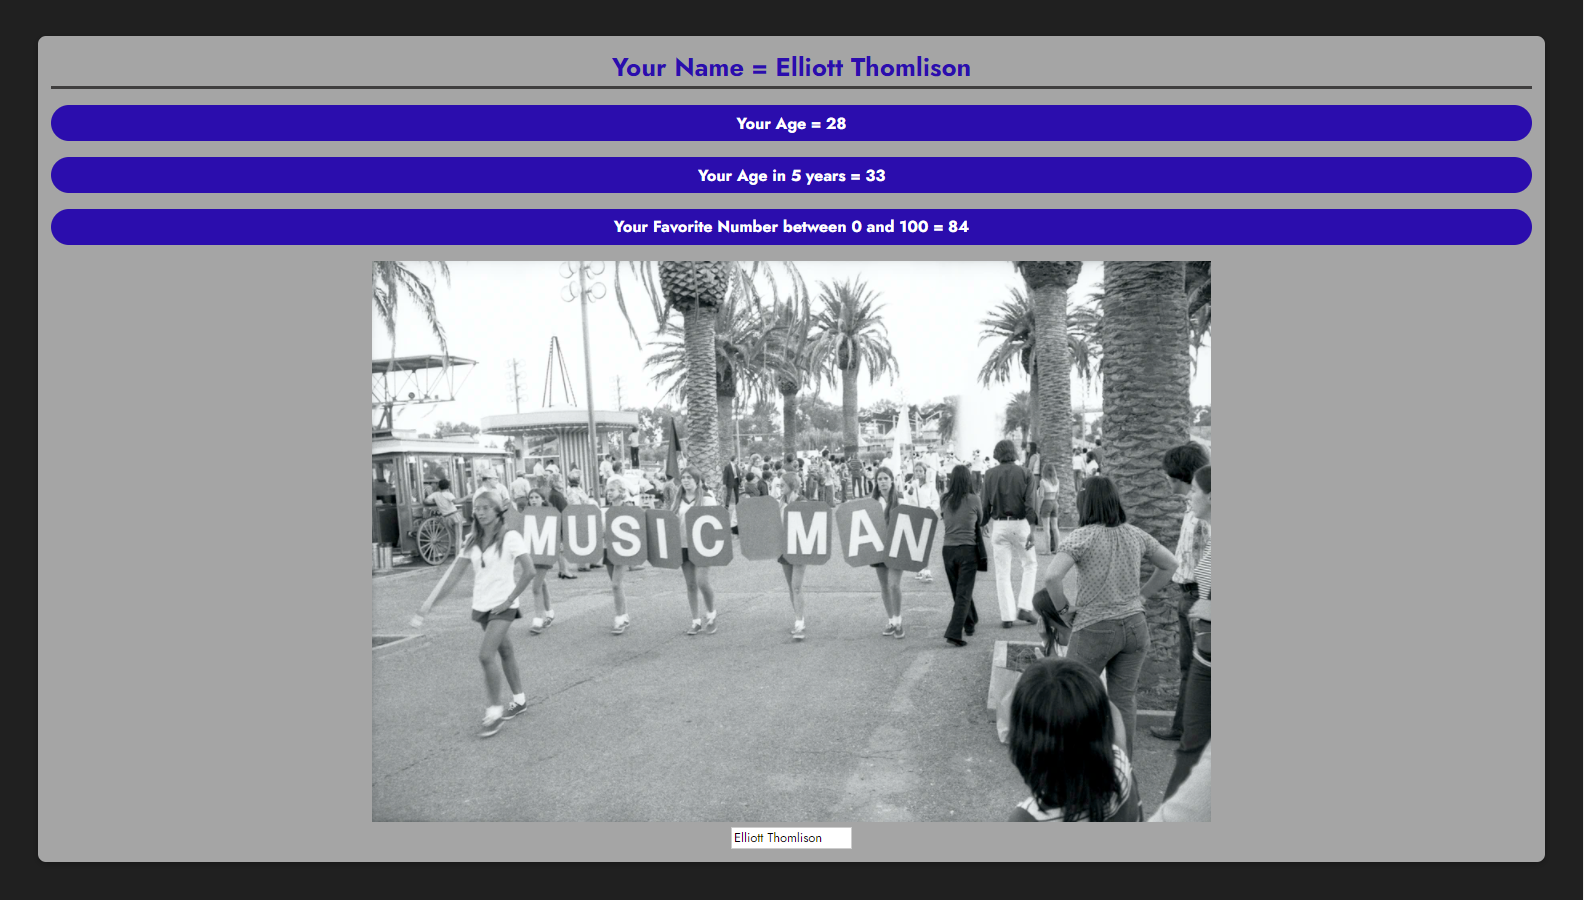 Your Name = Elliott Thomlison
Your Age = 28
Your Age in 5 years = 33
Your Favorite Number between 0 and 100 = 84
MUSIC MAN
Elliott Thomlison